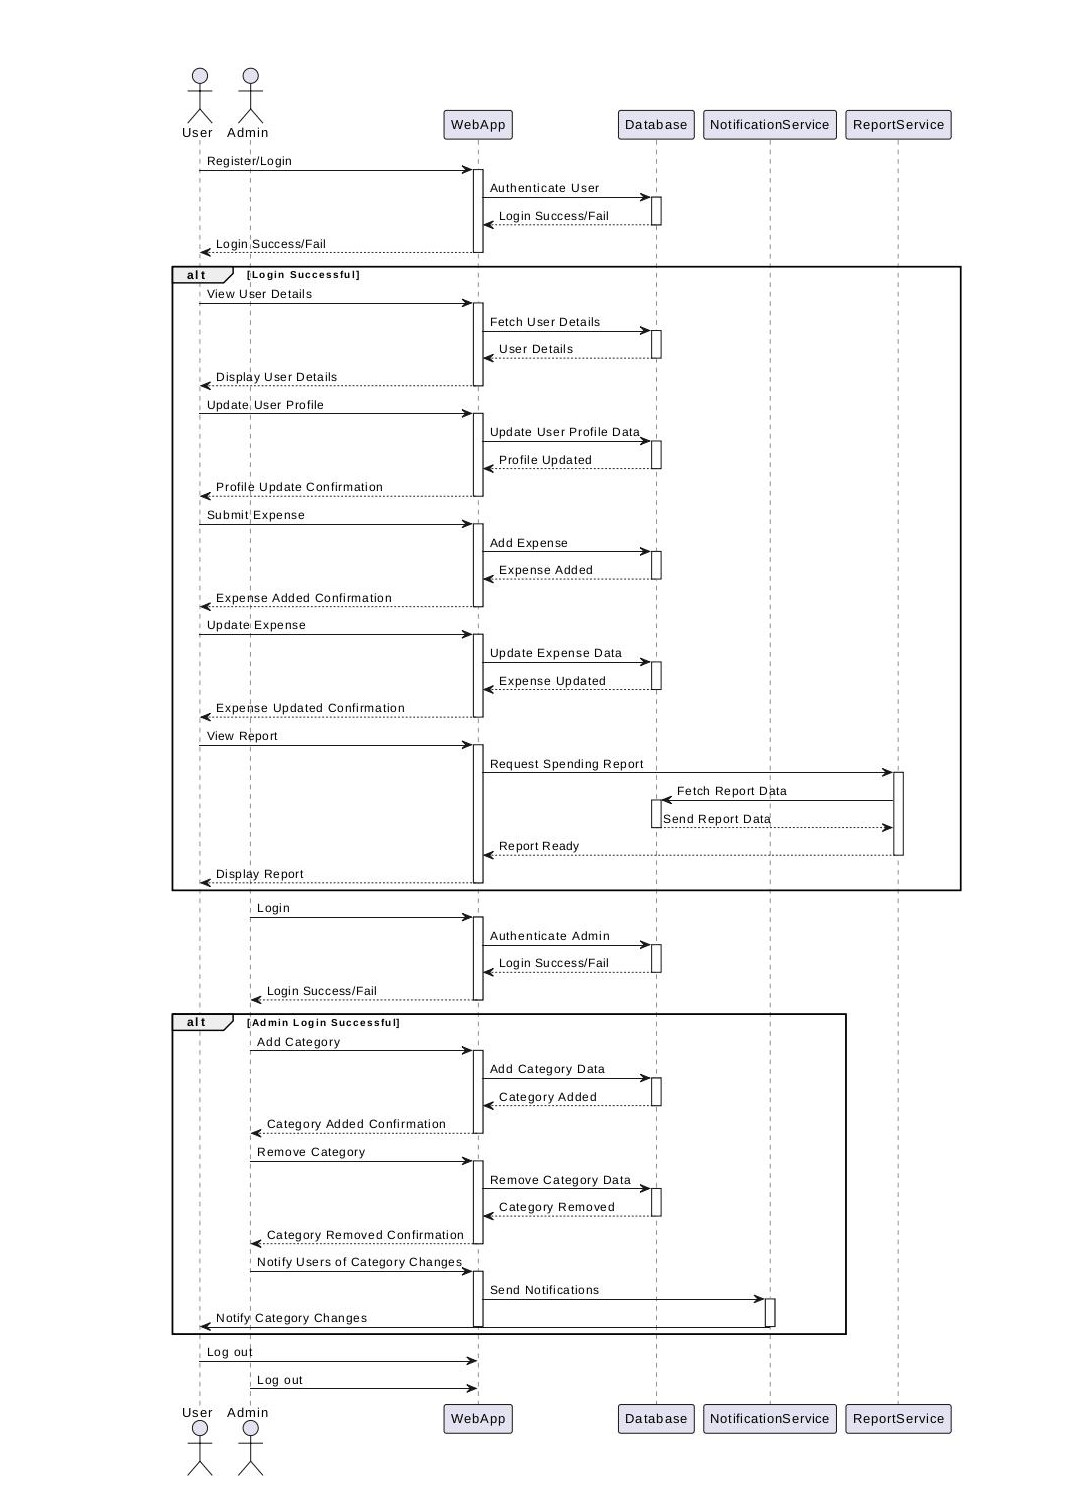 User
Admin
WebApp
Database
NotificationService
ReportService
Register/Login
Authenticate User
Login Success/Fail
Login Success/Fail
alt
[Login Successful]
View User Details
Fetch User Details
User Details
Display User Details
Update User Profile
Update User Profile Data
Profile Updated
Profile Update Confirmation
Submit Expense
Add Expense
Expense Added
Expense Added Confirmation
Update Expense
Update Expense Data
Expense Updated
Expense Updated Confirmation
View Report
Request Spending Report
Fetch Report Data
Send Report Data
Report Ready
Display Report
Login
Authenticate Admin
Login Success/Fail
Login Success/Fail
alt
[Admin Login Successful]
Add Category
Add Category Data
Category Added
Category Added Confirmation
Remove Category
Remove Category Data
Category Removed
Category Removed Confirmation
Notify Users of Category Changes
Send Notifications
Notify Category Changes
Log out
Log out
User
Admin
WebApp
Database
NotificationService
ReportService